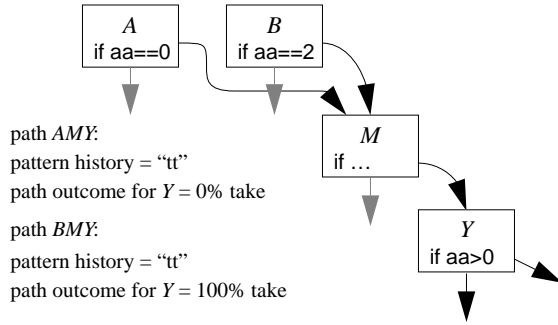 A
if aa==0
B
if aa==2
M
if ...
path AMY:
pattern history = “tt”
path outcome for Y = 0% take
path BMY:
pattern history = “tt”
path outcome for Y = 100% take
Y
if aa>0